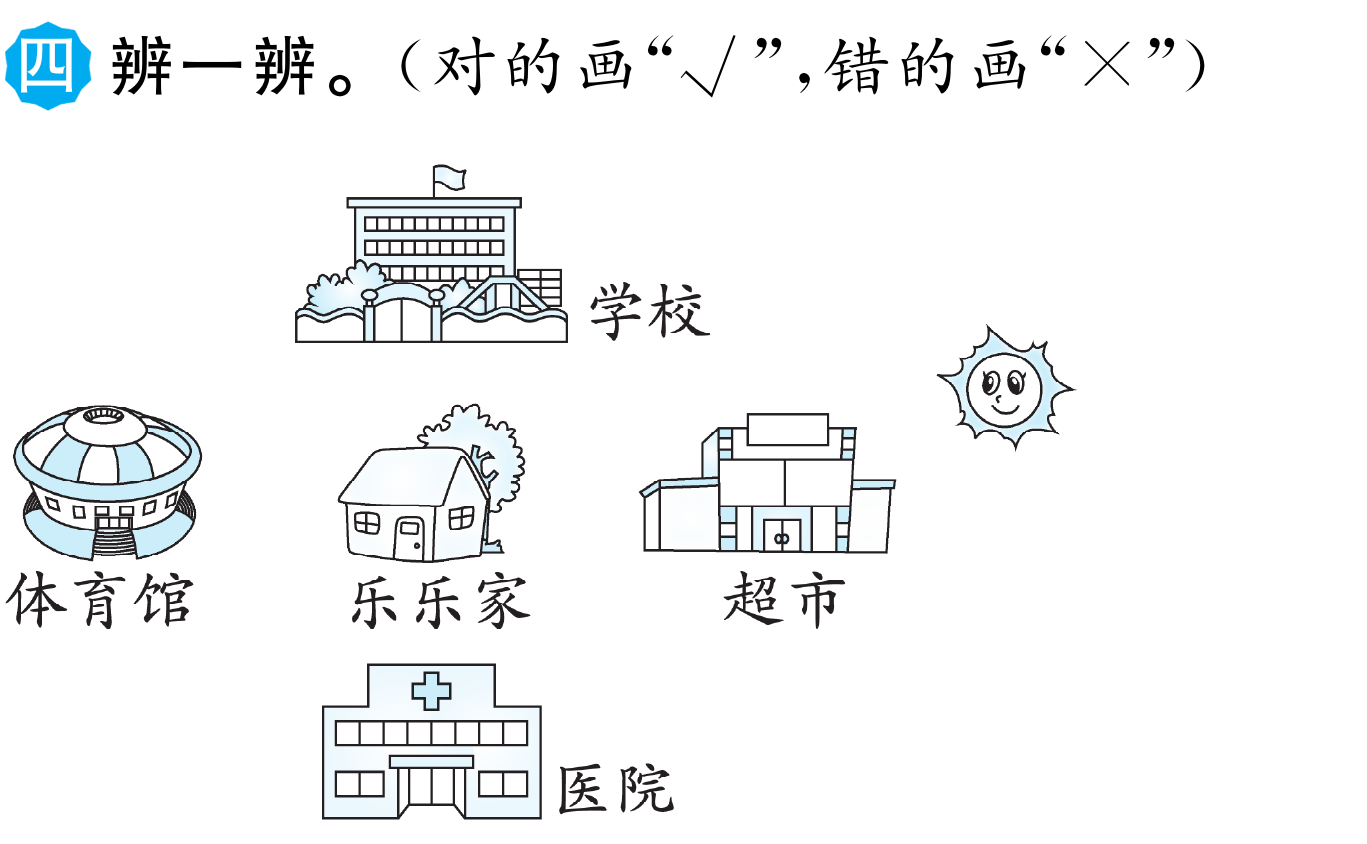 四 辨一辨。(对的画“√”,错的画“×”)
学校
体育馆
乐乐家
超市
医院